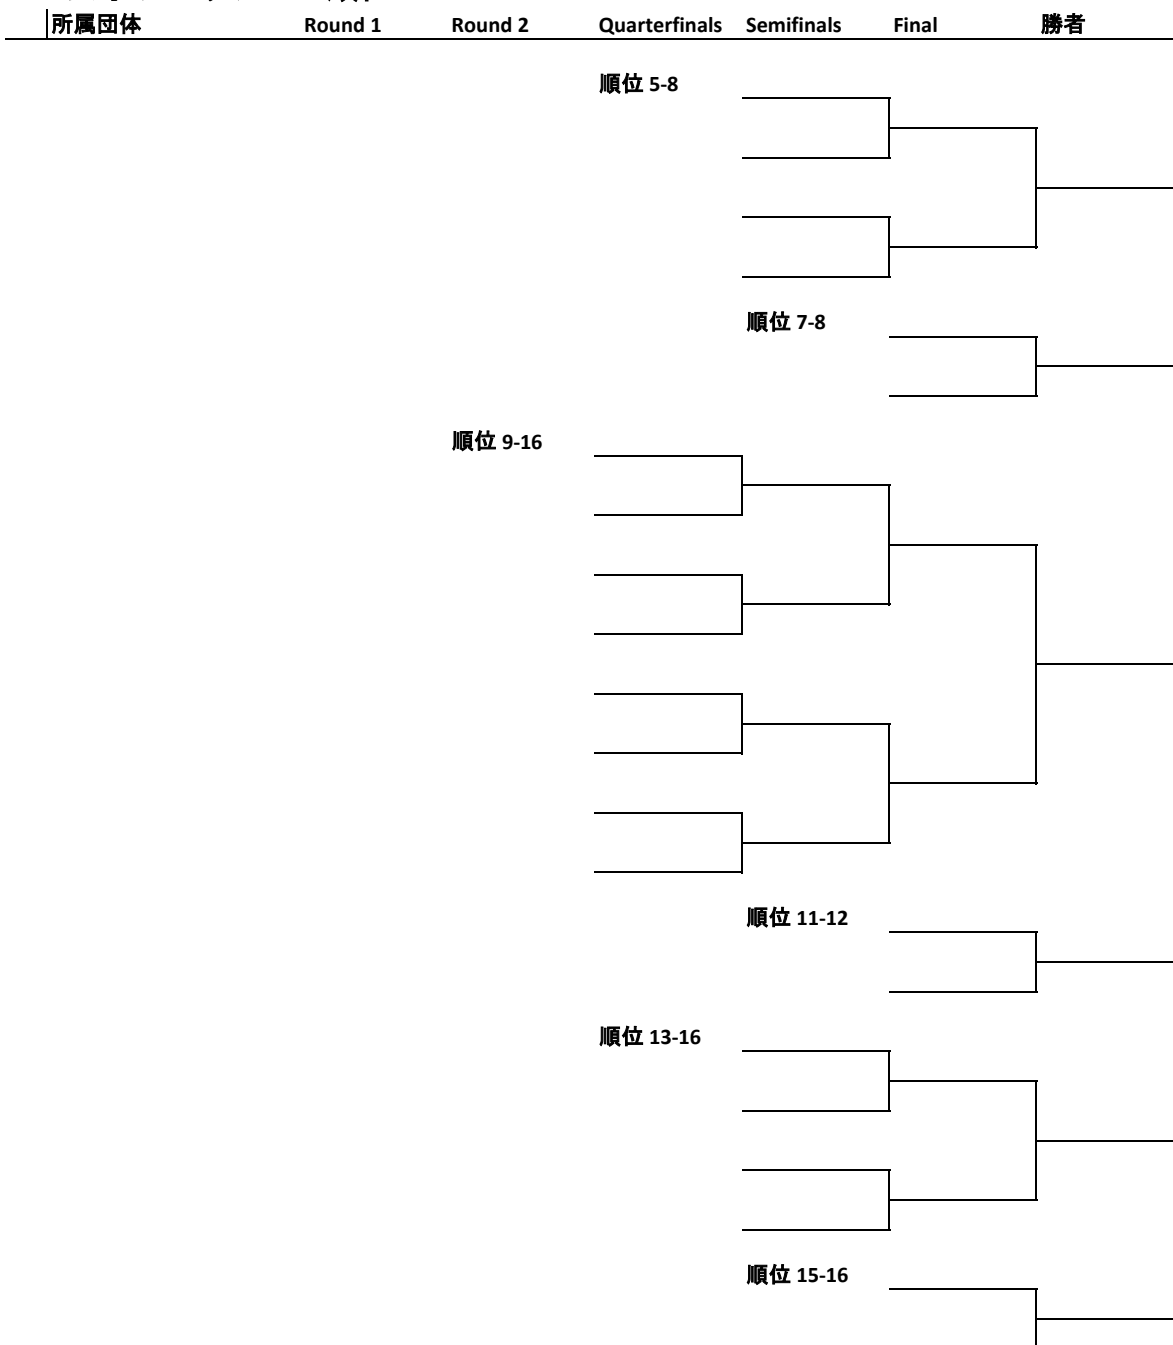 所属団体 Round 1 Round 2 Quarterfinals Semifinals Final 勝者
順位 5-8
順位 7-8
順位 9-16
順位 11-12
順位 13-16
順位 15-16